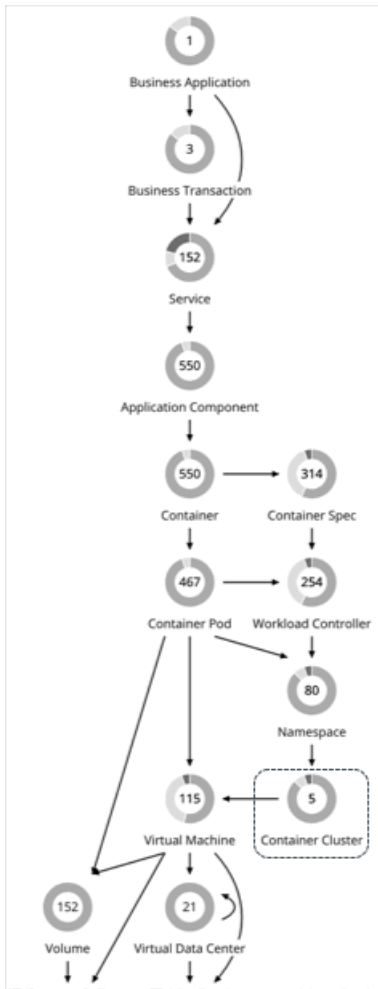 1
Business Application
3
Business Transaction
152
Service
550
Application Component
550
314
Container
Container Spec
467
254
Container Pod
Workload Controller
80
Namespace
115
5
Virtual Machine
Container Cluster
152
21
Volume
Virtual Data Center